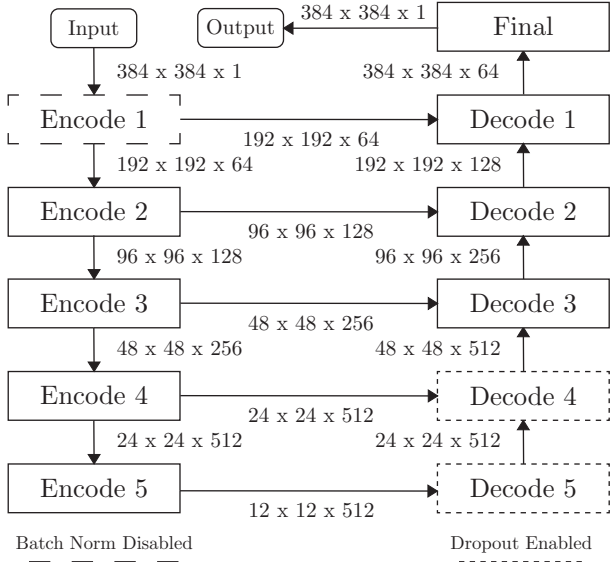 Input
Output
384 x 384 x 1
Final
384 x 384 x 1
384 x 384 x 64
Encode 1
192 x 192 x 64
Decode 1
192 x 192 x 64
192 x 192 x 128
Encode 2
96 x 96 x 128
Decode 2
96 x 96 x 128
96 x 96 x 256
Encode 3
48 x 48 x 256
Decode 3
48 x 48 x 256
48 x 48 x 512
Encode 4
24 x 24 x 512
Decode 4
24 x 24 x 512
24 x 24 x 512
Encode 5
12 x 12 x 512
Decode 5
Batch Norm Disabled
Dropout Enabled